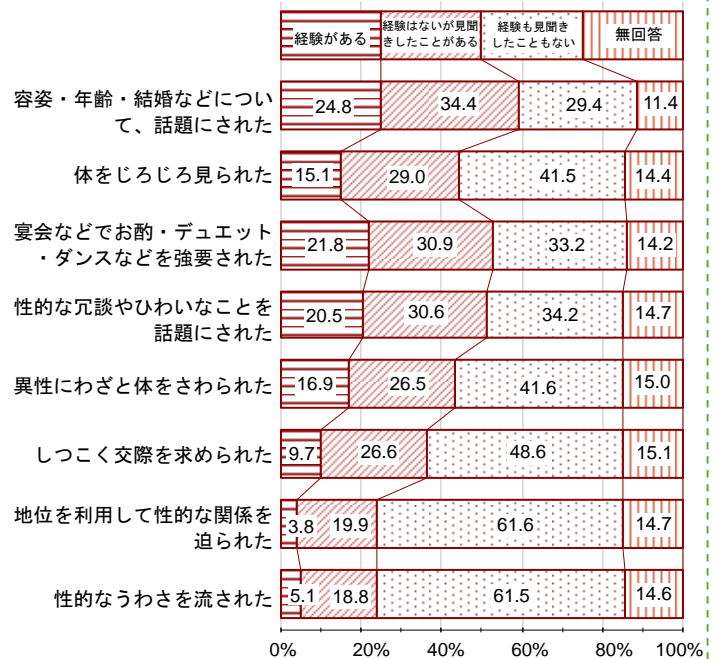 経験がある
経験はないが見聞
きしたことがある
経験も見聞き
したこともない
無回答
容姿・年齢・結婚などについ
て、話題にされた
24.8 34.4 29.4 11.4
体をじろじろ見られた
15.1 29.0 41.5 14.4
宴会などでお酌・デュエット
・ダンスなどを強要された
21.8 30.9 33.2 14.2
性的な冗談やひわいなことを
話題にされた
20.5 30.6 34.2 14.7
異性にわざと体をさわられた
16.9 26.5 41.6 15.0
しつこく交際を求められた
9.7 26.6 48.6 15.1
地位を利用して性的な関係を
迫られた
3.8 19.9 61.6 14.7
性的なうわさを流された
5.1 18.8 61.5 14.6
0% 20% 40% 60% 80% 100%